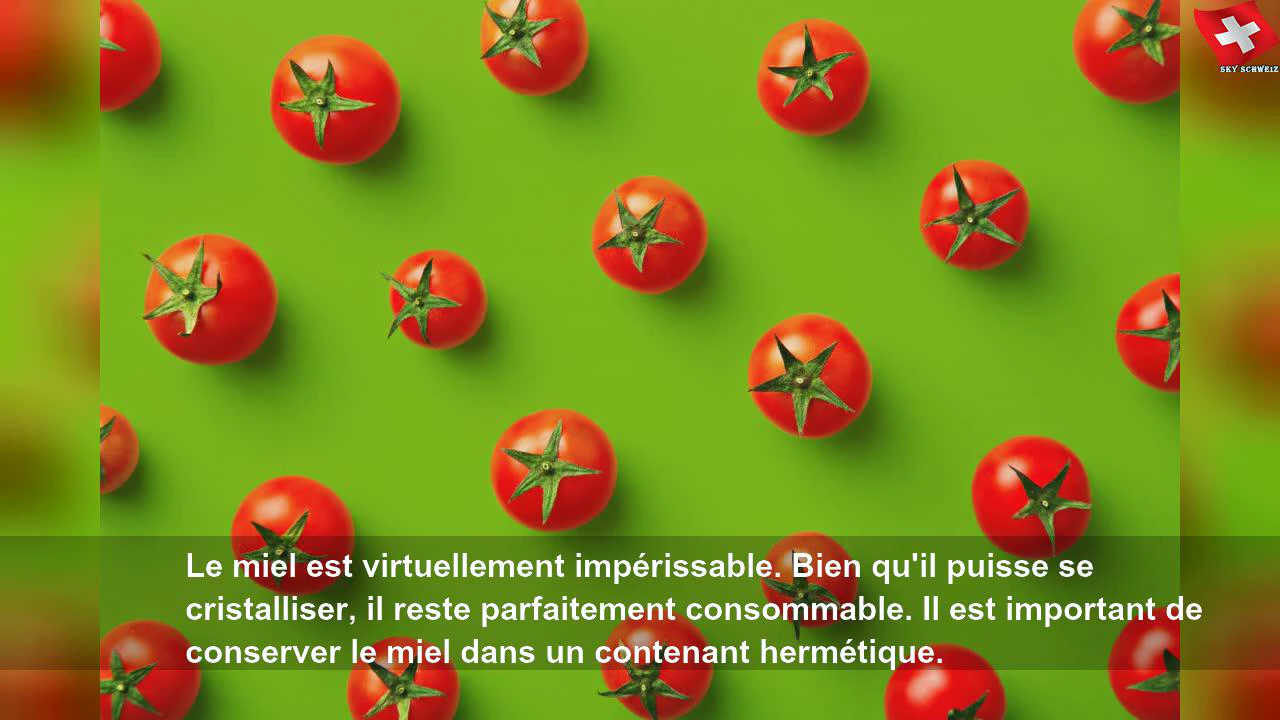 SKY SCHWEIZ
Le miel est virtuellement impérissable. Bien qu'il puisse se
cristalliser, il reste parfaitement consommable. Il est important de
conserver le miel dans un contenant hermétique.